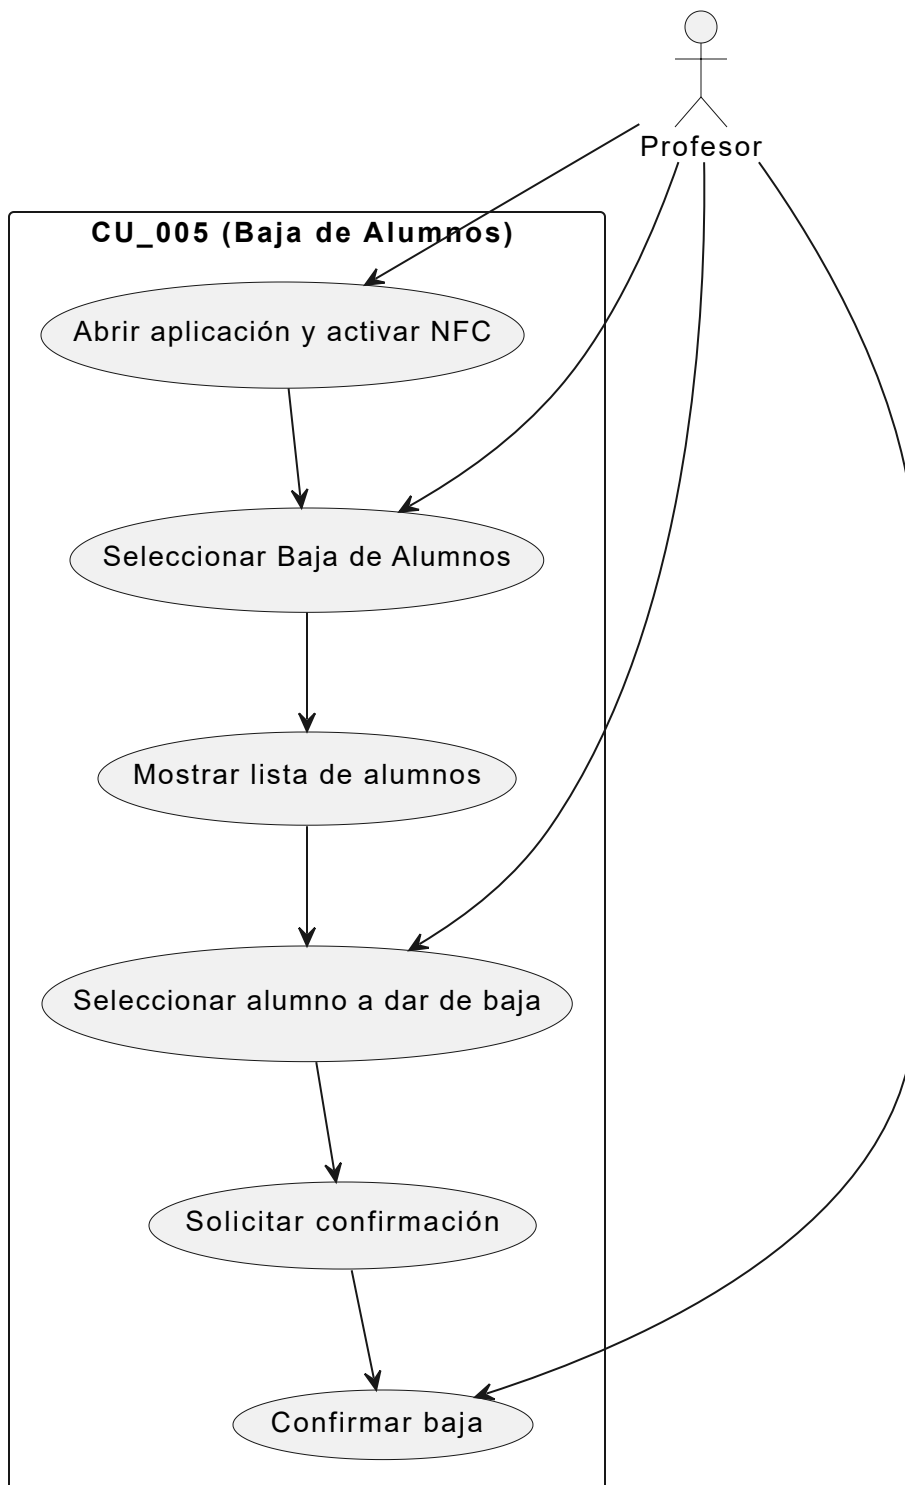 Profesor
CU_005 (Baja de Alumnos)
Abrir aplicación y activar NFC
Seleccionar Baja de Alumnos
Mostrar lista de alumnos
Seleccionar alumno a dar de baja
Solicitar confirmación
Confirmar baja